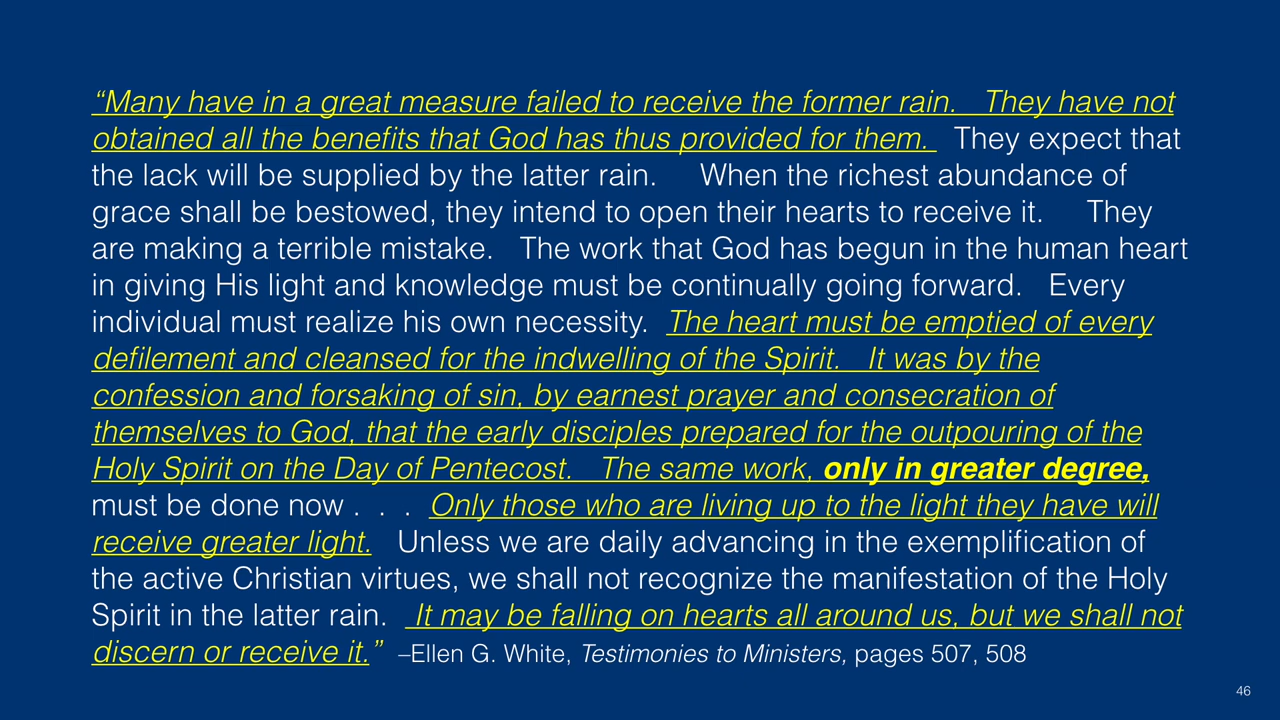 “Many have in a great measure failed to receive the former rain. They have not
obtained all the benefits that God has thus provided for them. They expect that
the lack will be supplied by the latter rain. When the richest abundance of
grace shall be bestowed, they intend to open their hearts to receive it. They
are making a terrible mistake. The work that God has begun in the human heart
in giving His light and knowledge must be continually going forward. Every
individual must realize his own necessity. The heart must be emptied of every
defilement and cleansed for the indwelling of the Spirit. It was by the
confession and forsaking of sin, by earnest prayer and consecration of
themselves to God, that the early disciples prepared for the outpouring of the
Holy Spirit on the Day of Pentecost. The same work, only in greater degree,
must be done now . . . Only those who are living up to the light they have will
receive greater light. Unless we are daily advancing in the exemplification of
the active Christian virtues, we shall not recognize the manifestation of the Holy
Spirit in the latter rain. It may be falling on hearts all around us, but we shall not
discern or receive it.” –Ellen G. White, Testimonies to Ministers, pages 507, 508
46